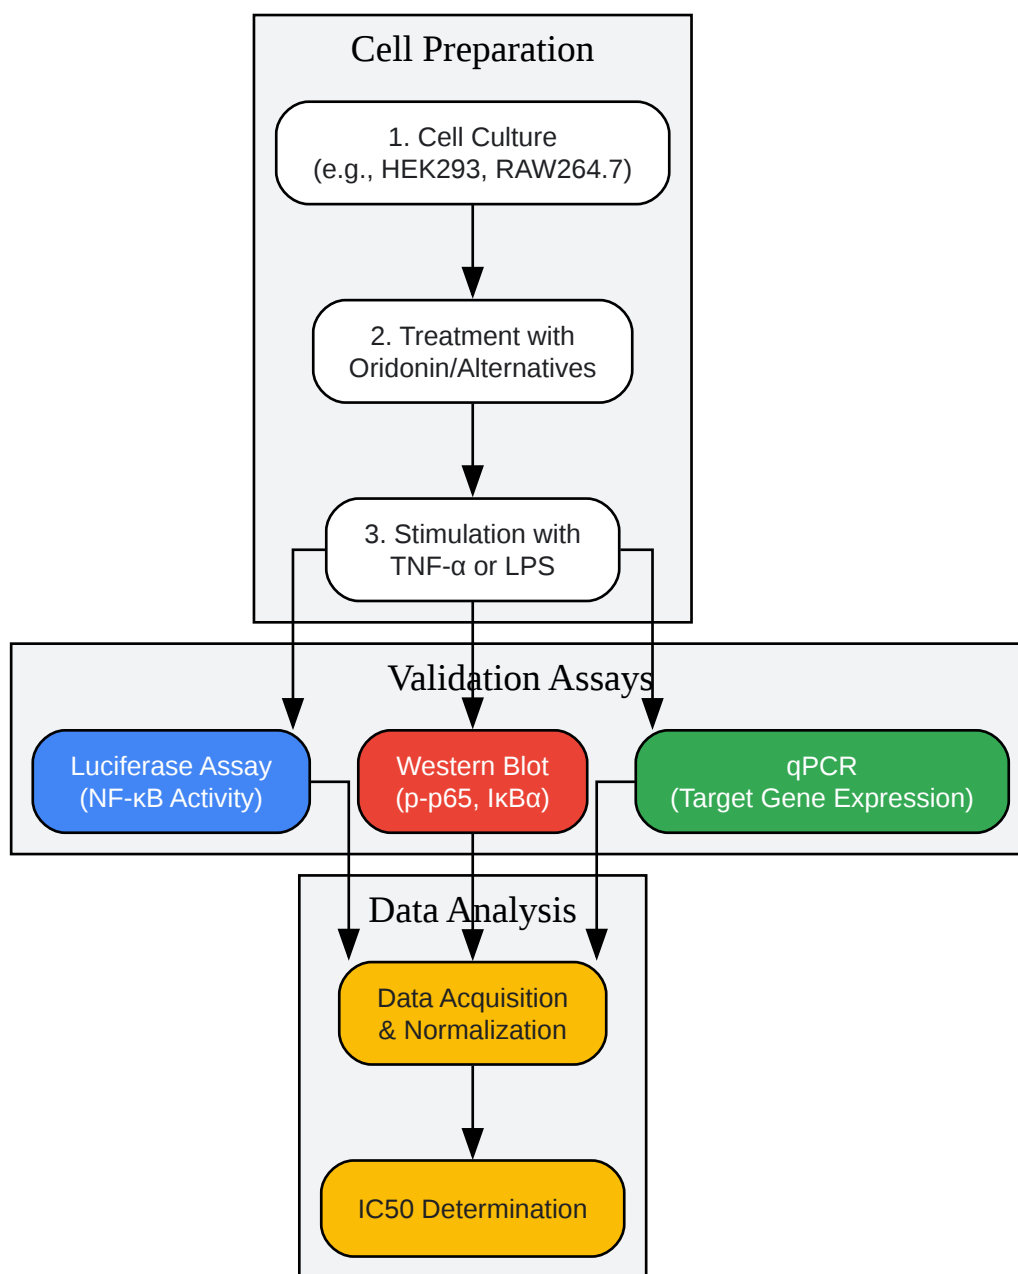 Cell Preparation
1. Cell Culture
(e.g., HEK293, RAW264.7)
2. Treatment with
Oridonin/Alternatives
3. Stimulation with
TNF-α or LPS
Validation Assays
Luciferase Assay
(NF-κB Activity)
Western Blot
(p-p65, IκBα)
qPCR
(Target Gene Expression)
Data Analysis
Data Acquisition
& Normalization
IC50 Determination